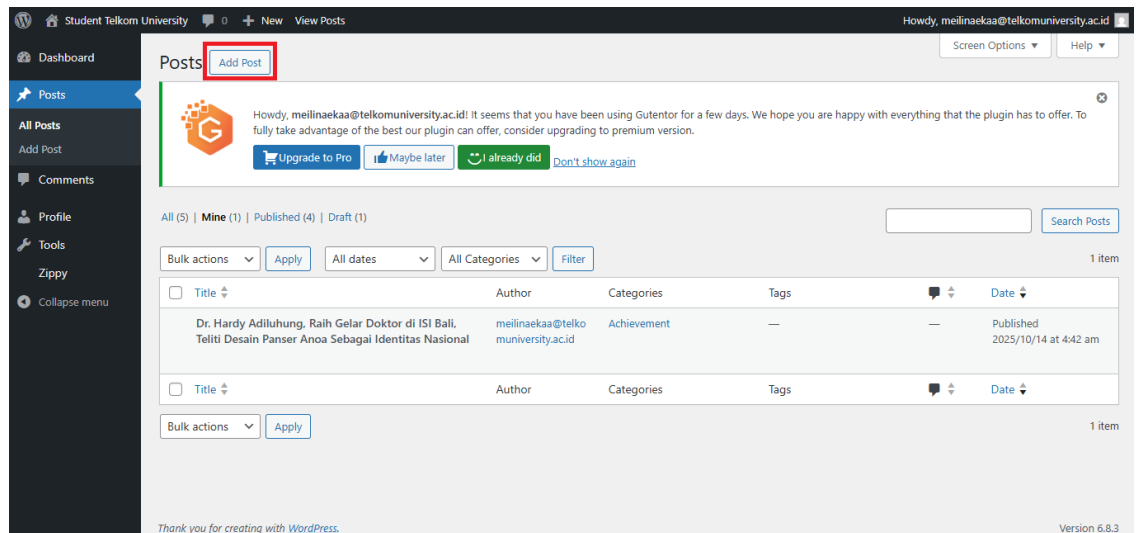 Student Telkom University 0 + New View Posts Howdy, meilinaekaa@telkomuniversity.ac.id
Screen Options ▼ Help ▼
Dashboard
Posts
All Posts
Add Post
Comments
Profile
Tools
Zippy
Collapse menu
Posts Add Post
Howdy, meilinaekaa@telkomuniversity.ac.id! It seems that you have been using Gutentor for a few days. We hope you are happy with everything that the plugin has to offer. To
fully take advantage of the best our plugin can offer, consider upgrading to premium version.
Upgrade to Pro Maybe later I already did Don't show again
All (5) | Mine (1) | Published (4) | Draft (1)
Search Posts
Bulk actions Apply All dates All Categories Filter 1 item
Title Author Categories Tags Date
Dr. Hardy Adiluhung, Raih Gelar Doktor di ISI Bali, meilinaekaa@telko Achievement — — Published
Teliti Desain Panser Anoa Sebagai Identitas Nasional muniversity.ac.id 2025/10/14 at 4:42 am
Title Author Categories Tags Date
Bulk actions Apply 1 item
Thank you for creating with WordPress. Version 6.8.3